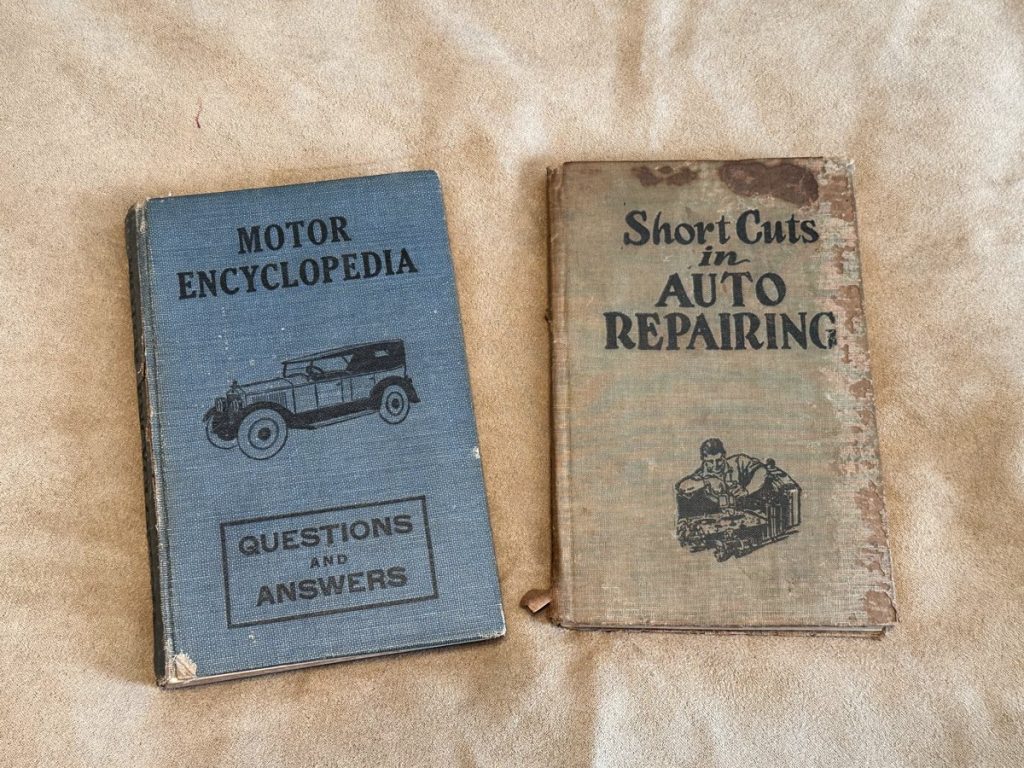 MOTOR
ENCYCLOPEDIA
QUESTIONS
AND
ANSWERS
Short Cuts
in
AUTO
REPAIRING